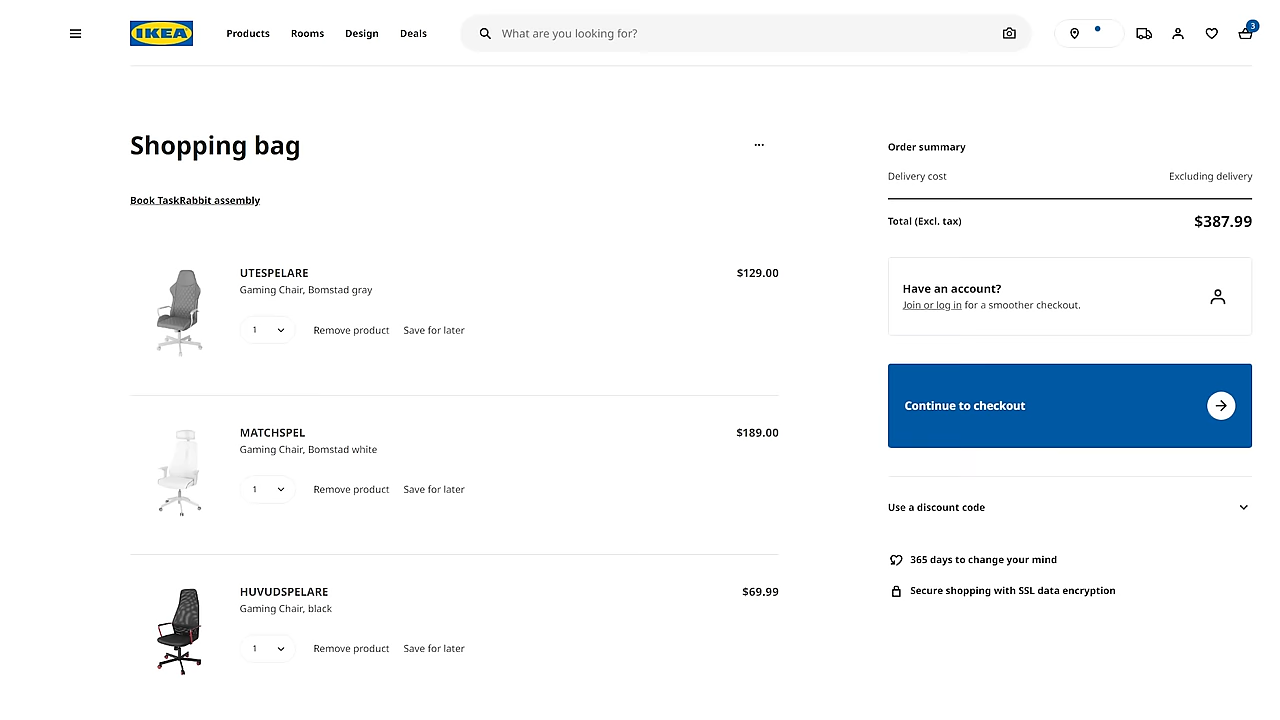 IKEA
Products Rooms Design Deals
What are you looking for?
3
Shopping bag
...
Book TaskRabbit assembly
UTESPELARE
$129.00
Gaming Chair, Bomstad gray
1 Remove product Save for later
MATCHSPEL
$189.00
Gaming Chair, Bomstad white
1 Remove product Save for later
HUVUDSPELARE
$69.99
Gaming Chair, black
1 Remove product Save for later
Order summary
Delivery cost Excluding delivery
Total (Excl. tax) $387.99
Have an account?
Join or log in for a smoother checkout.
Continue to checkout
Use a discount code
365 days to change your mind
Secure shopping with SSL data encryption